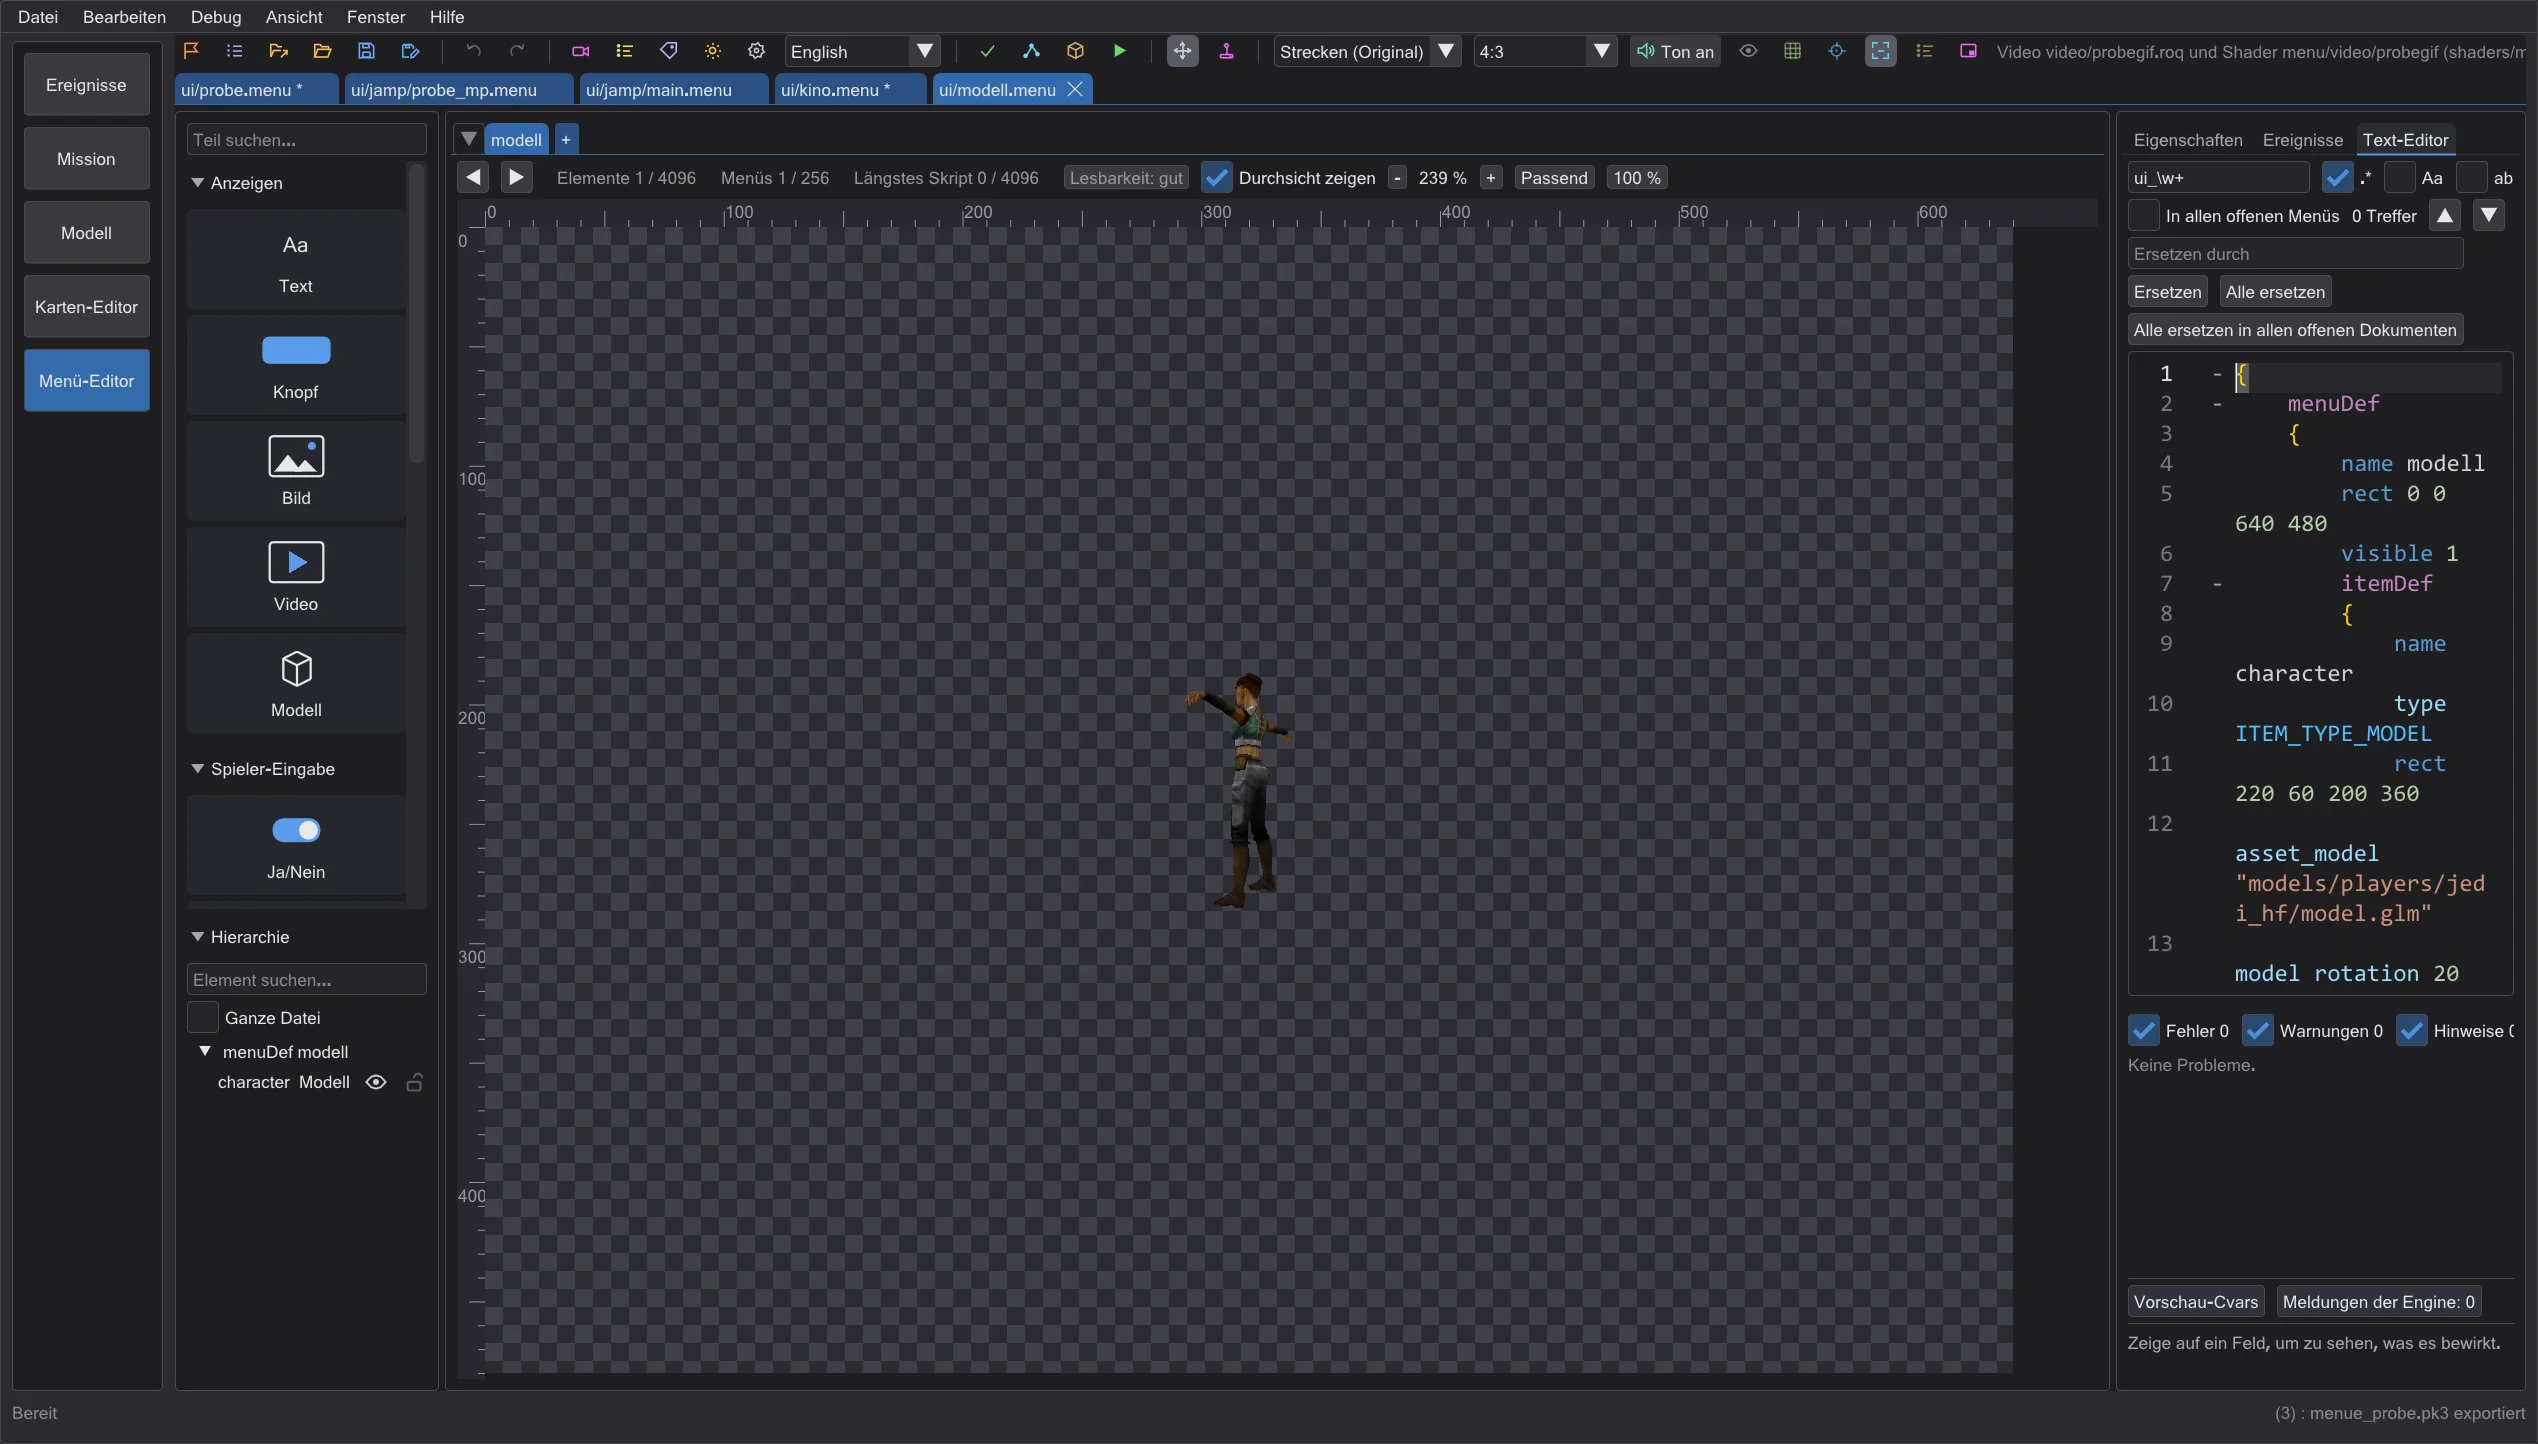 Datei Bearbeiten Debug Ansicht Fenster Hilfe
English Strecken (Original) 4:3 Ton an Video video/probegif.roq und Shader menu/video/probegif (shaders/m
ui/probe.menu * ui/jamp/probe_mp.menu ui/jamp/main.menu ui/kino.menu * ui/modell.menu
Ereignisse
Mission
Modell
Karten-Editor
Menü-Editor
Teil suchen...
Anzeigen
Aa
Text
Knopf
Bild
Video
Modell
Spieler-Eingabe
Ja/Nein
Hierarchie
Element suchen...
Ganze Datei
menuDef modell
character Modell
modell +
Elemente 1 / 4096 Menüs 1 / 256 Längstes Skript 0 / 4096 Lesbarkeit: gut Durchsicht zeigen - 239 % + Passend 100 %
0 100 200 300 400 500 600
0
100
200
300
400
Eigenschaften Ereignisse Text-Editor
ui_\w+ .* Aa ab
In allen offenen Menüs 0 Treffer
Ersetzen durch
Ersetzen Alle ersetzen
Alle ersetzen in allen offenen Dokumenten
1 - {
2 - menuDef
3 {
4 name modell
5 rect 0 0
640 480
6 visible 1
7 - itemDef
8 {
9 name
character
10 type
ITEM_TYPE_MODEL
11 rect
220 60 200 360
12
asset_model
"models/players/jed
i_hf/model.glm"
13
model_rotation 20
Fehler 0 Warnungen 0 Hinweise 0
Keine Probleme.
Vorschau-Cvars Meldungen der Engine: 0
Zeige auf ein Feld, um zu sehen, was es bewirkt.
Bereit
(3) : menue_probe.pk3 exportiert